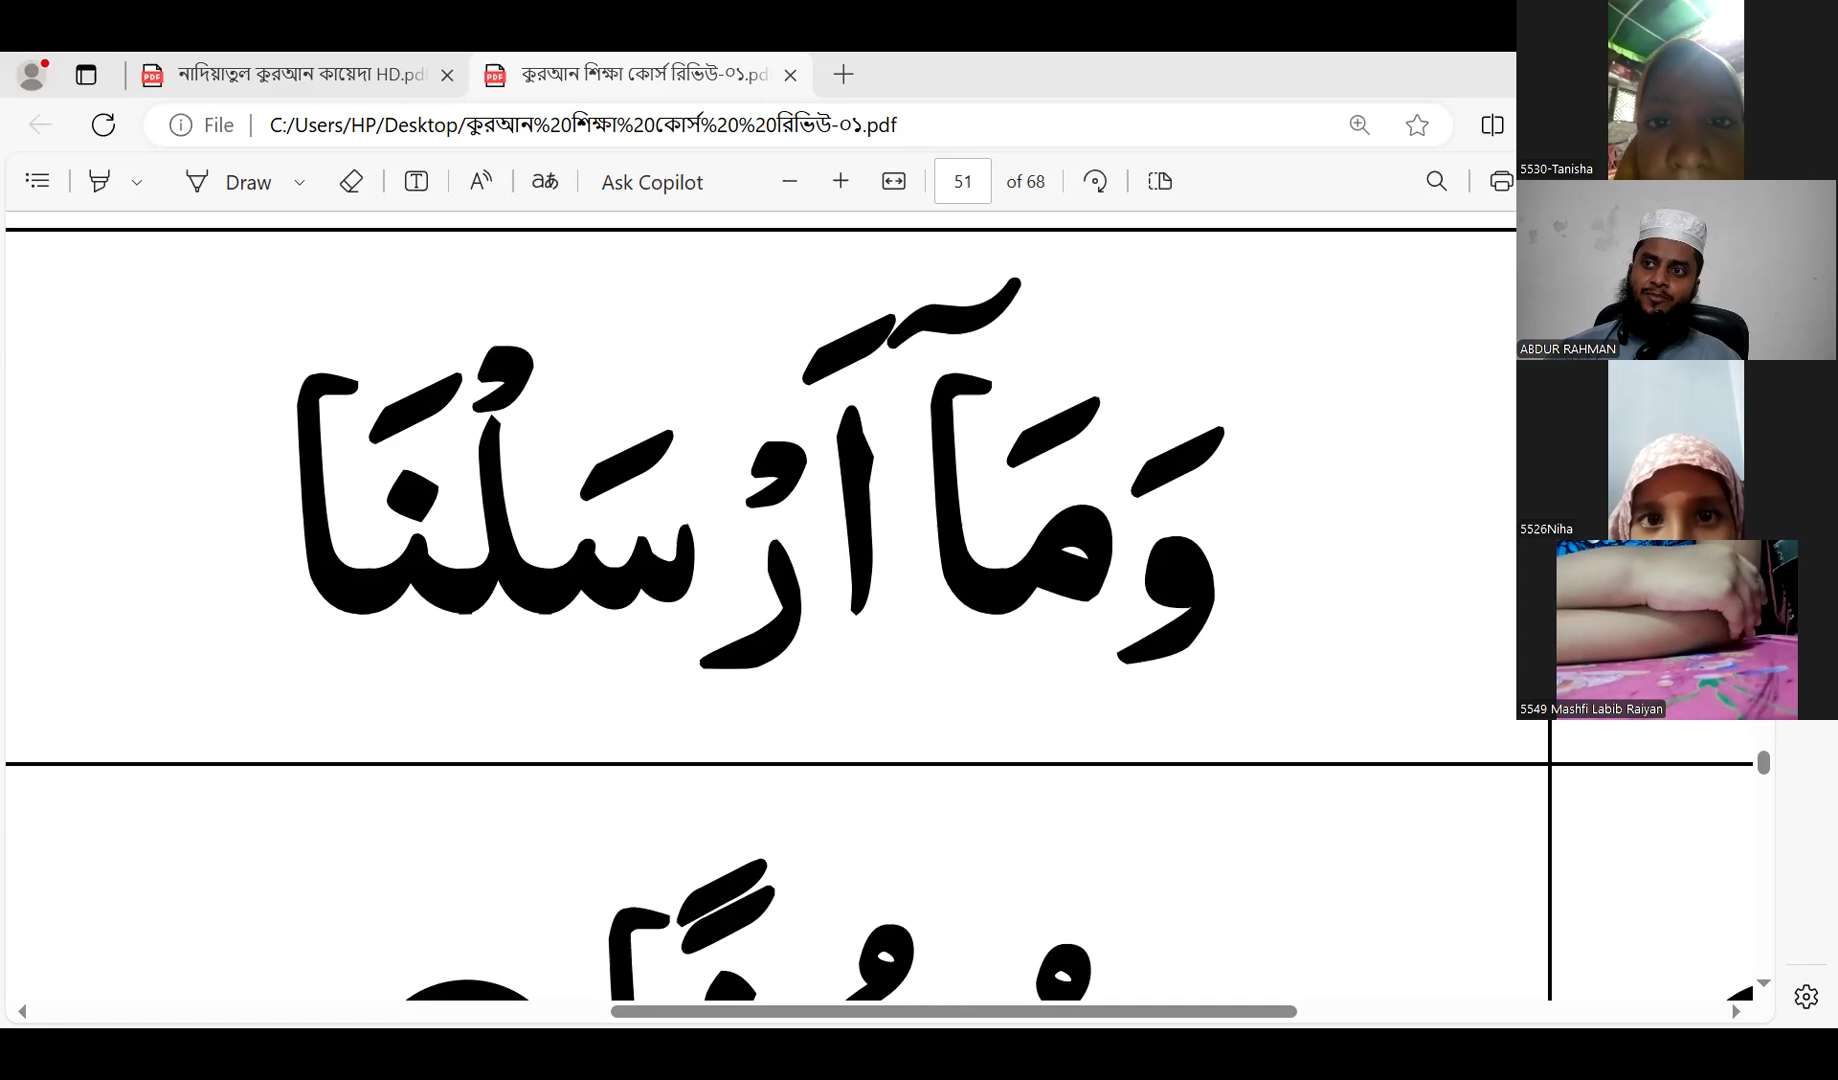 নাদিয়াতুল কুরআন কায়েদা HD.pdf
কুরআন শিক্ষা কোর্স রিভিউ-০১.pd
File
C:/Users/HP/Desktop/কুরআন%20শিক্ষা%20কোর্স%20%20রিভিউ-০১.pdf
Draw
Ask Copilot
51
of 68
وَمَآ اَرْسَلْنَا
5530-Tanisha
ABDUR RAHMAN
5526Niha
5549 Mashfi Labib Raiyan